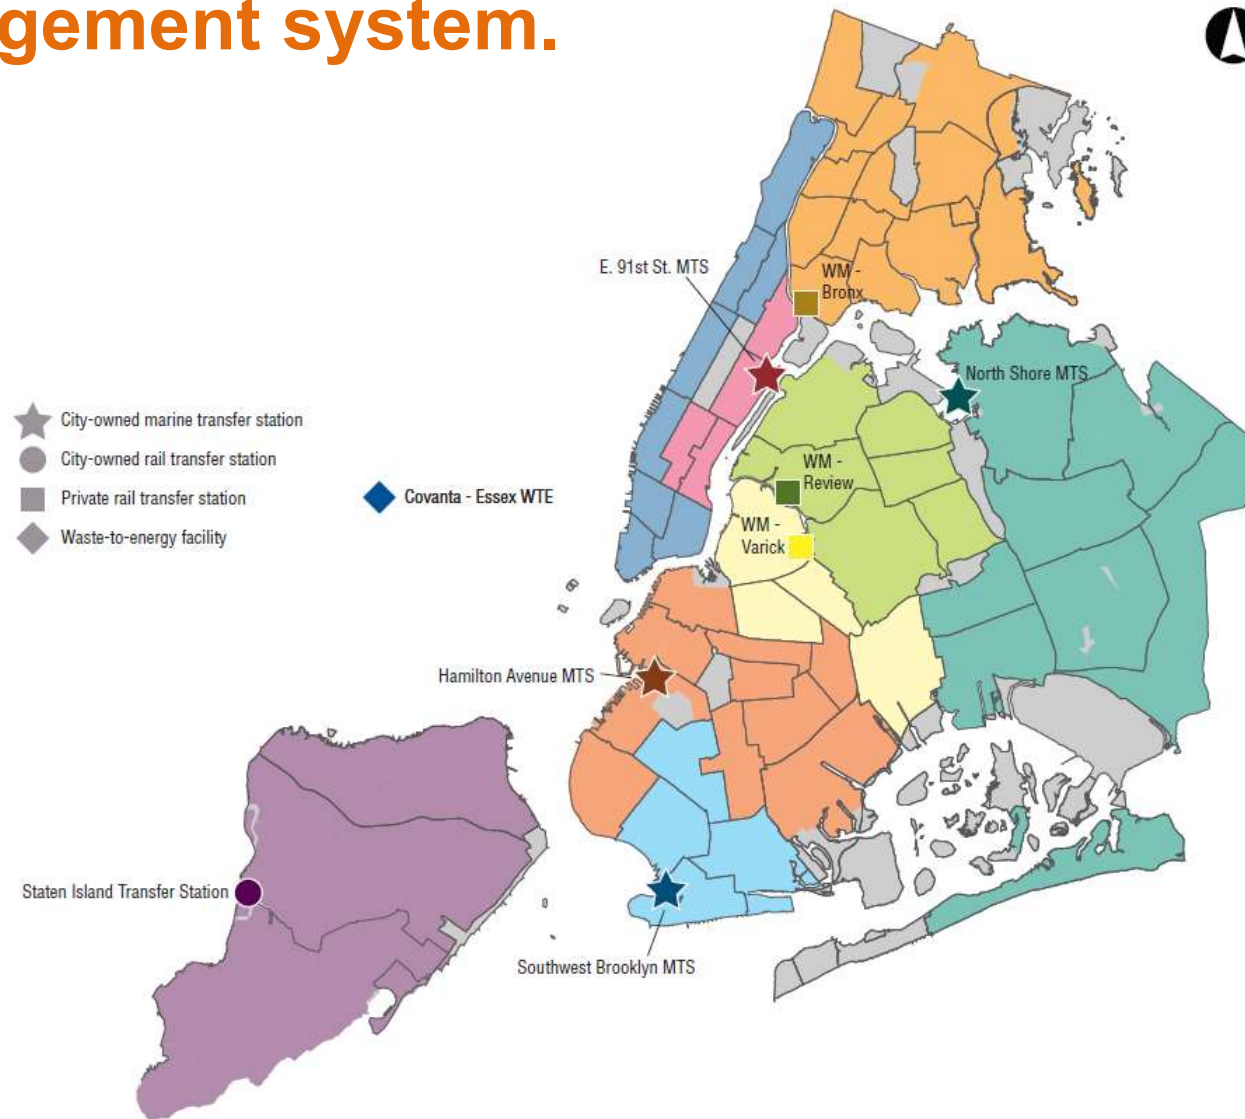 gement system.
E. 91st St. MTS
WM -
Bronx
North Shore MTS
City-owned marine transfer station
City-owned rail transfer station
Private rail transfer station
Waste-to-energy facility
Covanta - Essex WTE
WM -
Review
WM -
Varick
Hamilton Avenue MTS
Staten Island Transfer Station
Southwest Brooklyn MTS